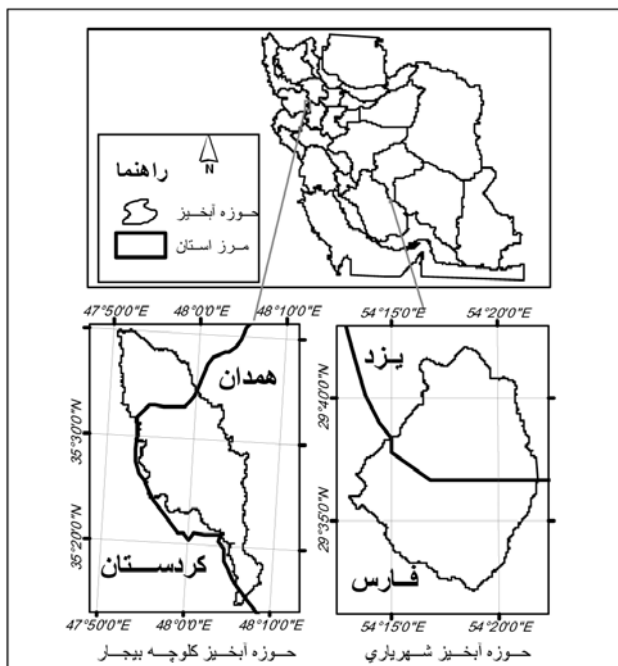 N
راهنما
حوزه آبخیز
مرز استان
47°50'0"E 48°0'0"E 48°10'0"E
همدان
35°30'0"N
35°20'0"N
کردستان
47°50'0"E 48°0'0"E 48°10'0"E
حوزه آبخیز کلوچه بیجار
54°15'0"E 54°20'0"E
یزد
29°40'0"N
29°35'0"N
فارس
54°15'0"E 54°20'0"E
حوزه آبخیز شهریاري